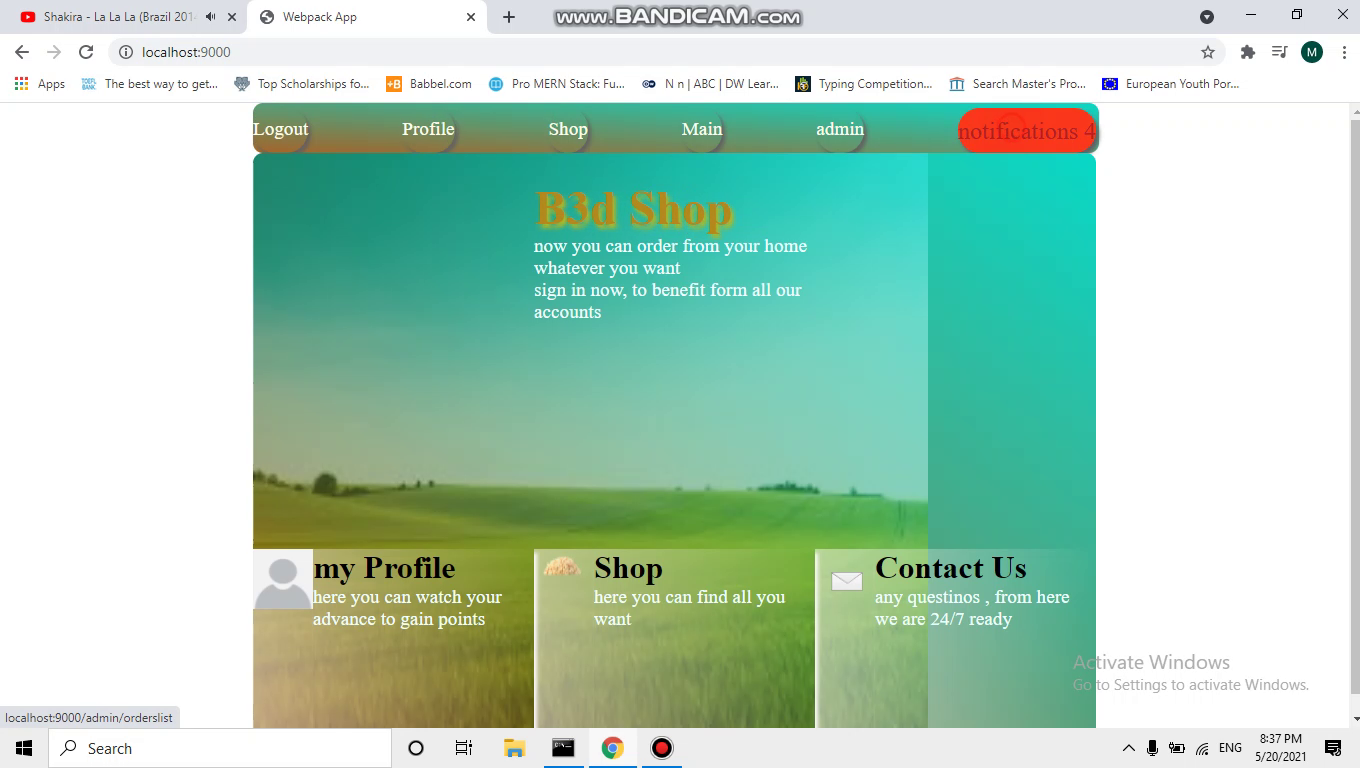 Shakira - La La La (Brazil 201
Webpack App
www.BANDICAM.com
localhost:9000
M
Apps
TOEFL BANK
The best way to get...
Top Scholarships fo...
+B
Babbel.com
Pro MERN Stack: Fu...
N n | ABC | DW Lear...
Typing Competition...
Search Master's Pro...
European Youth Por...
Logout
Profile
Shop
Main
admin
notifications 4
B3d Shop
now you can order from your home
whatever you want
sign in now, to benefit form all our
accounts
my Profile
here you can watch your
advance to gain points
Shop
here you can find all you
want
Contact Us
any questinos , from here
we are 24/7 ready
Activate Windows
Go to Settings to activate Windows.
localhost:9000/admin/orderslist
Search
ENG
8:37 PM
5/20/2021